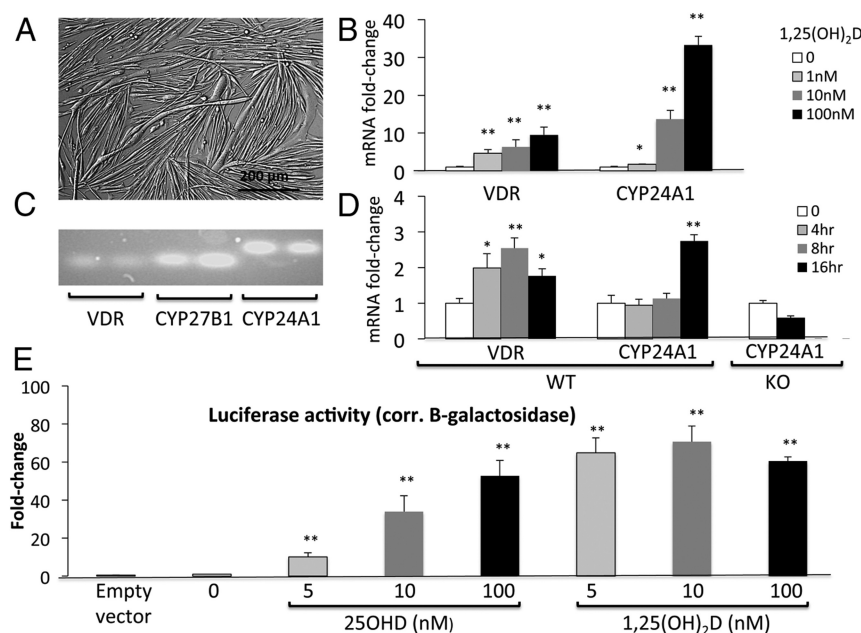 A
200 µm
B
mRNA fold-change
40
30
20
10
0
** ** **
* ** **
VDR CYP24A1
1,25(OH)2D
0
1nM
10nM
100nM
C
VDR CYP27B1 CYP24A1
D
mRNA fold-change
4
3
2
1
0
* ** *
**
0
4hr
8hr
16hr
VDR CYP24A1 CYP24A1
WT KO
E
Luciferase activity (corr. B-galactosidase)
Fold-change
100
80
60
40
20
0
** ** ** ** ** **
Empty vector 0 5 10 100 5 10 100
25OHD (nM) 1,25(OH)2D (nM)